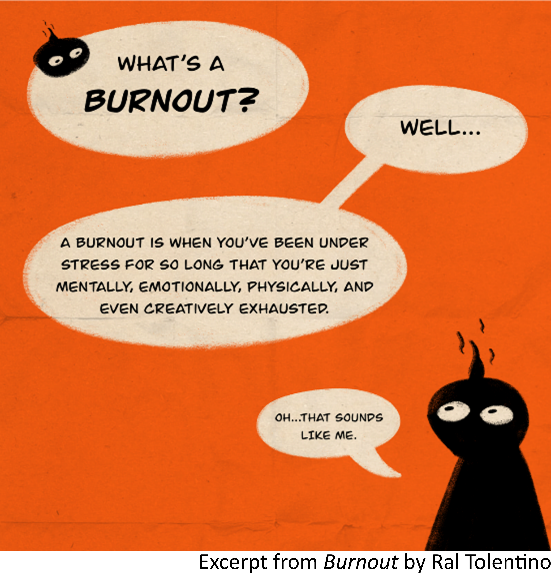 WHAT'S A
BURNOUT?
WELL...
A BURNOUT IS WHEN YOU'VE BEEN UNDER
STRESS FOR SO LONG THAT YOU'RE JUST
MENTALLY, EMOTIONALLY, PHYSICALLY, AND
EVEN CREATIVELY EXHAUSTED.
OH...THAT SOUNDS
LIKE ME.
Excerpt from Burnout by Ral Tolentino